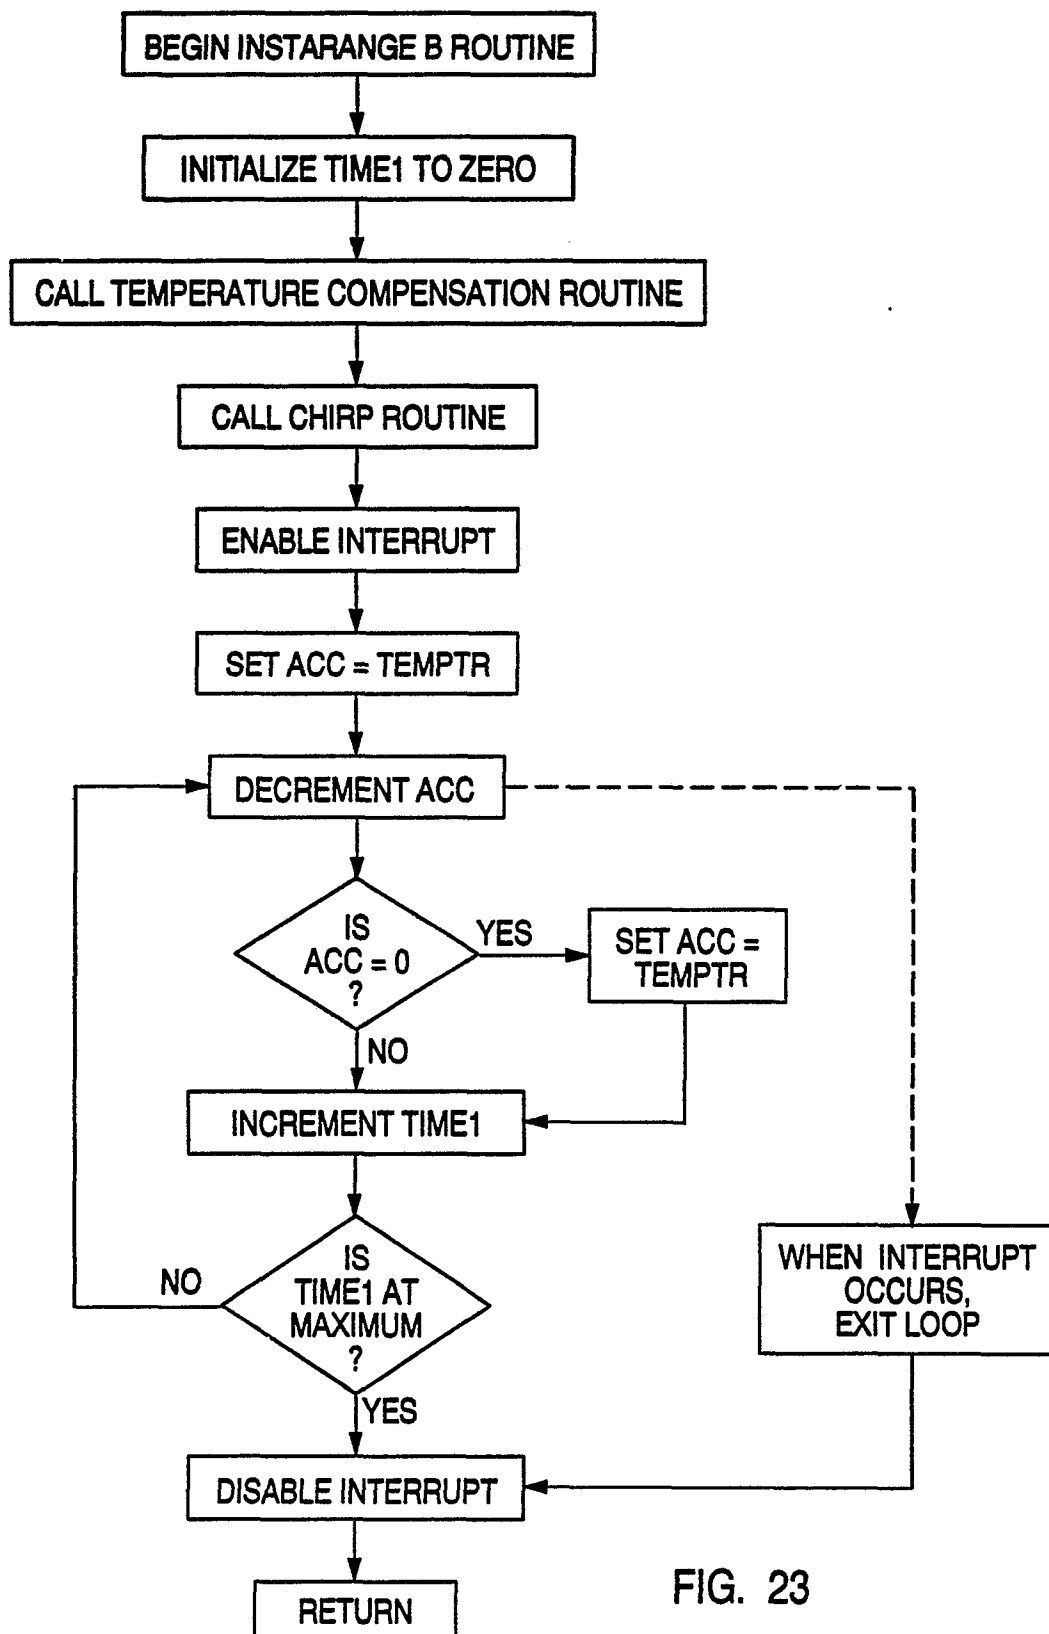 BEGIN INSTARANGE B ROUTINE
INITIALIZE TIME1 TO ZERO
CALL TEMPERATURE COMPENSATION ROUTINE
CALL CHIRP ROUTINE
ENABLE INTERRUPT
SET ACC = TEMPTR
DECREMENT ACC
IS
ACC = 0
?
YES
SET ACC =
TEMPTR
NO
INCREMENT TIME1
IS
TIME1 AT
MAXIMUM
?
NO
YES
WHEN INTERRUPT
OCCURS,
EXIT LOOP
DISABLE INTERRUPT
RETURN
FIG. 23